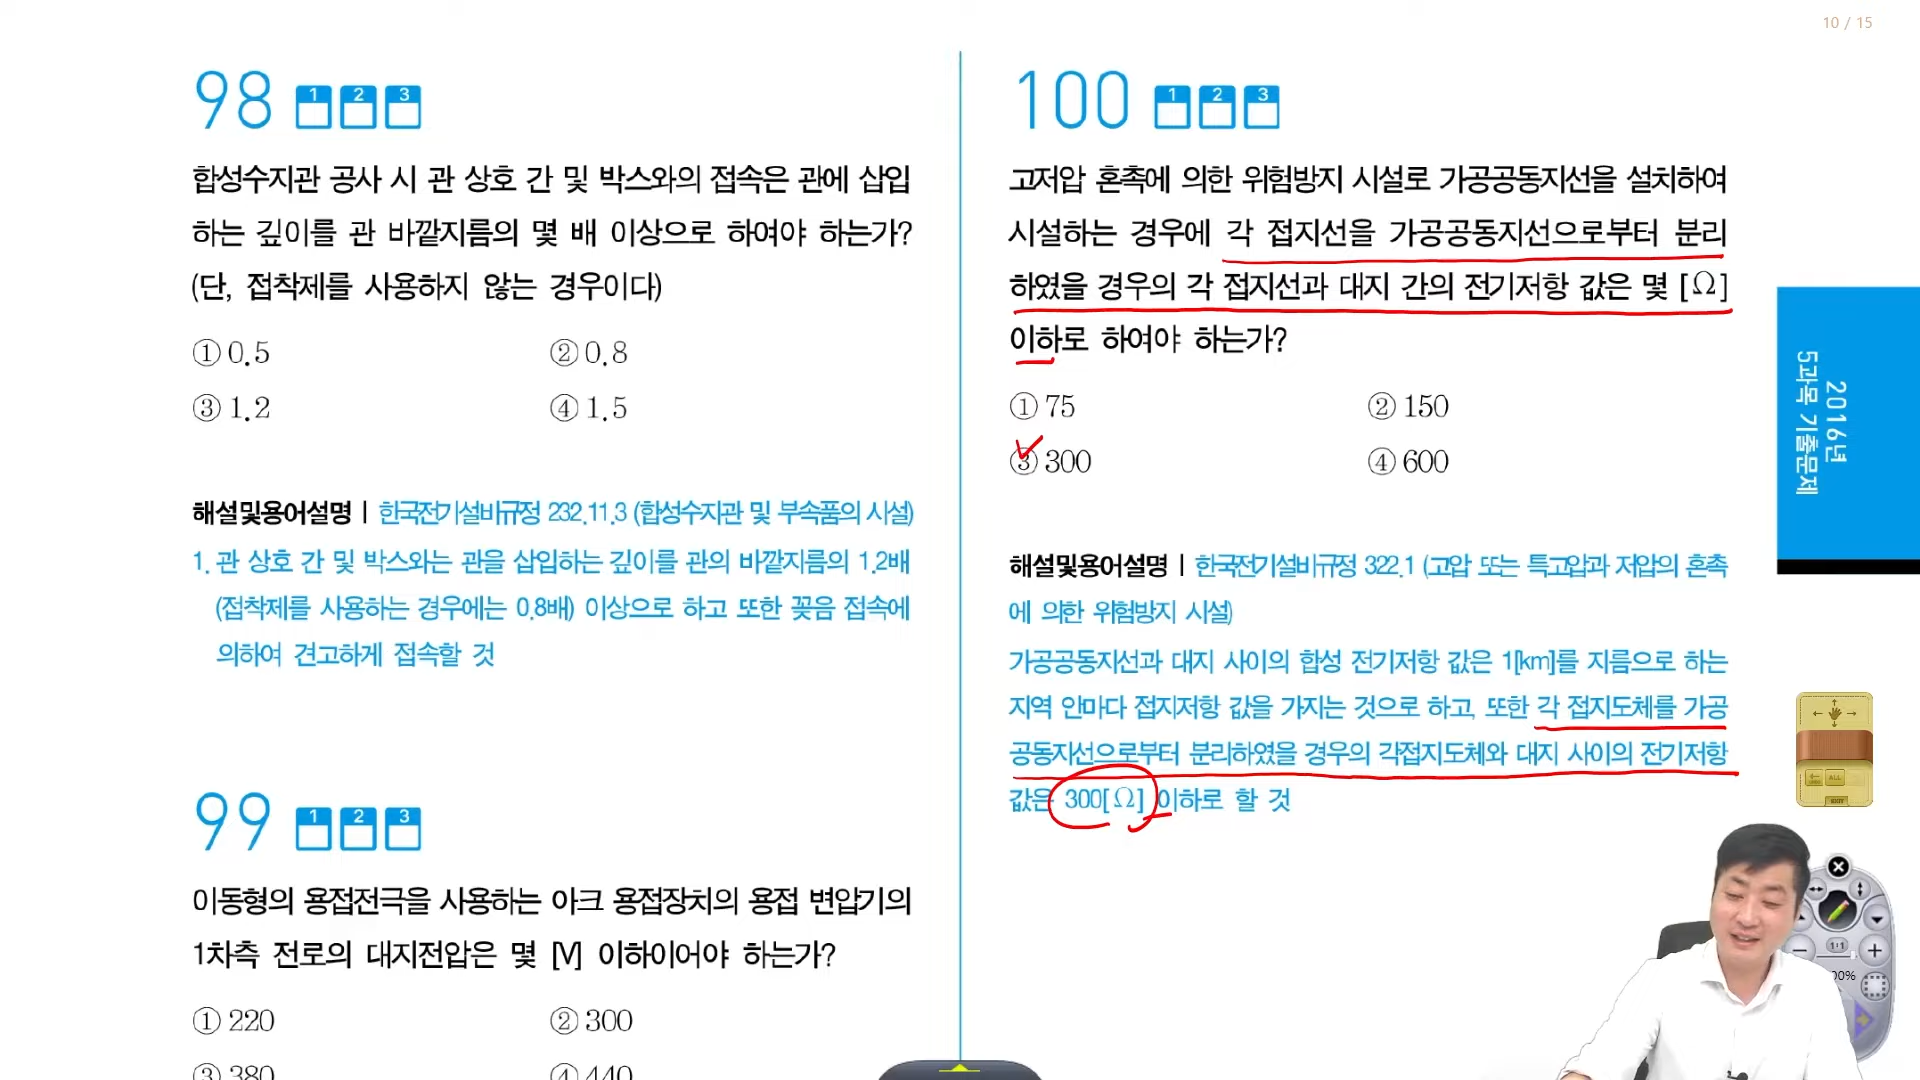 10 / 15
98 1 2 3
합성수지관 공사 시 관 상호 간 및 박스와의 접속은 관에 삽입
하는 깊이를 관 바깥지름의 몇 배 이상으로 하여야 하는가?
(단, 접착제를 사용하지 않는 경우이다)
① 0.5 ② 0.8
③ 1.2 ④ 1.5
해설및용어설명 | 한국전기설비규정 232.11.3 (합성수지관 및 부속품의 시설)
1. 관 상호 간 및 박스와는 관을 삽입하는 깊이를 관의 바깥지름의 1.2배
(접착제를 사용하는 경우에는 0.8배) 이상으로 하고 또한 꽂음 접속에
의하여 견고하게 접속할 것
99 1 2 3
이동형의 용접전극을 사용하는 아크 용접장치의 용접 변압기의
1차측 전로의 대지전압은 몇 [V] 이하이어야 하는가?
① 220 ② 300
③ 380 ④ 440
100 1 2 3
고저압 혼촉에 의한 위험방지 시설로 가공공동지선을 설치하여
시설하는 경우에 각 접지선을 가공공동지선으로부터 분리
하였을 경우의 각 접지선과 대지 간의 전기저항 값은 몇 [Ω]
이하로 하여야 하는가?
① 75 ② 150
③ 300 ④ 600
해설및용어설명 | 한국전기설비규정 322.1 (고압 또는 특고압과 저압의 혼촉
에 의한 위험방지 시설)
가공공동지선과 대지 사이의 합성 전기저항 값은 1[km]를 지름으로 하는
지역 안마다 접지저항 값을 가지는 것으로 하고, 또한 각 접지도체를 가공
공동지선으로부터 분리하였을 경우의 각접지도체와 대지 사이의 전기저항
값은 300[Ω] 이하로 할 것
2016년
5과목 기출문제
ALL
EXIT
1:1
00%